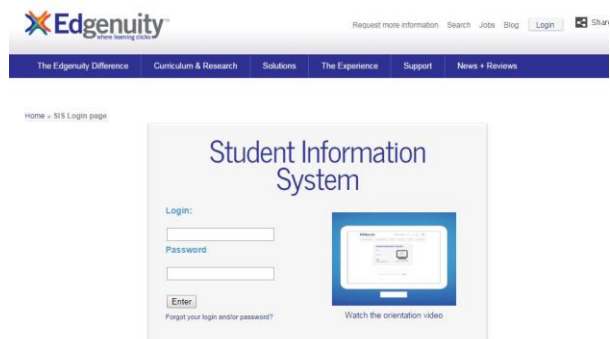 Edgenuity
where learning clicks
Request more information Search Jobs Blog Login Share
The Edgenuity Difference Curriculum & Research Solutions The Experience Support News + Reviews
Home » SIS Login page
Student Information
System
Login:
Password
Enter
Forgot your login and/or password?
Watch the orientation video